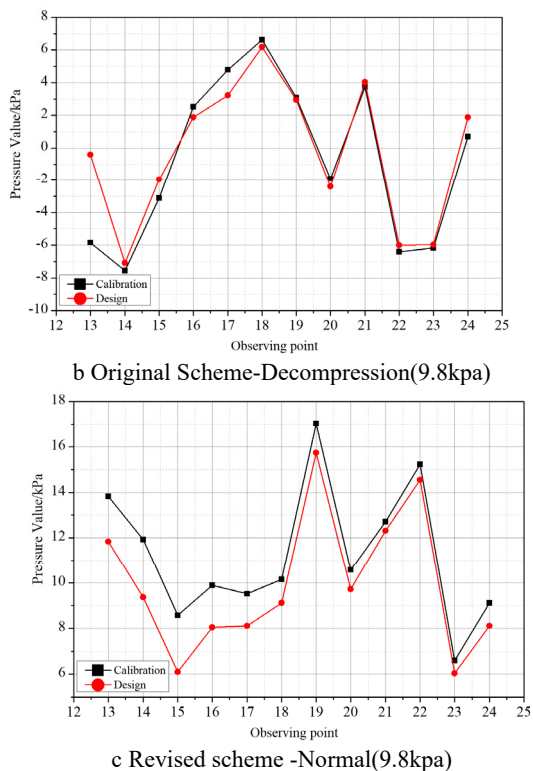 8
6
4
2
0
-2
-4
-6
-8
-10
Pressure Value/kPa
Calibration
Design
12 13 14 15 16 17 18 19 20 21 22 23 24 25
Observing point
b Original Scheme-Decompression(9.8kpa)
18
16
14
12
10
8
6
Pressure Value/kPa
Calibration
Design
12 13 14 15 16 17 18 19 20 21 22 23 24 25
Observing point
c Revised scheme -Normal(9.8kpa)